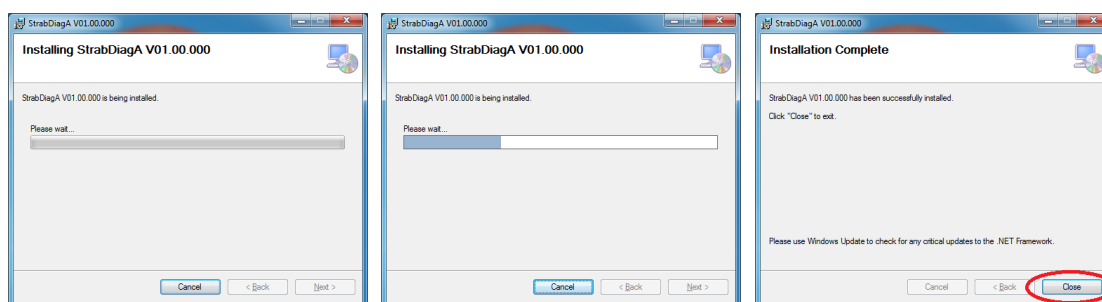 StrabDiagA V01.00.000
Installing StrabDiagA V01.00.000
StrabDiagA V01.00.000 is being installed.
Please wait...
Cancel
< Back
Next >
StrabDiagA V01.00.000
Installing StrabDiagA V01.00.000
StrabDiagA V01.00.000 is being installed.
Please wait...
Cancel
< Back
Next >
StrabDiagA V01.00.000
Installation Complete
StrabDiagA V01.00.000 has been successfully installed.
Click "Close" to exit.
Please use Windows Update to check for any critical updates to the .NET Framework.
Cancel
< Back
Close